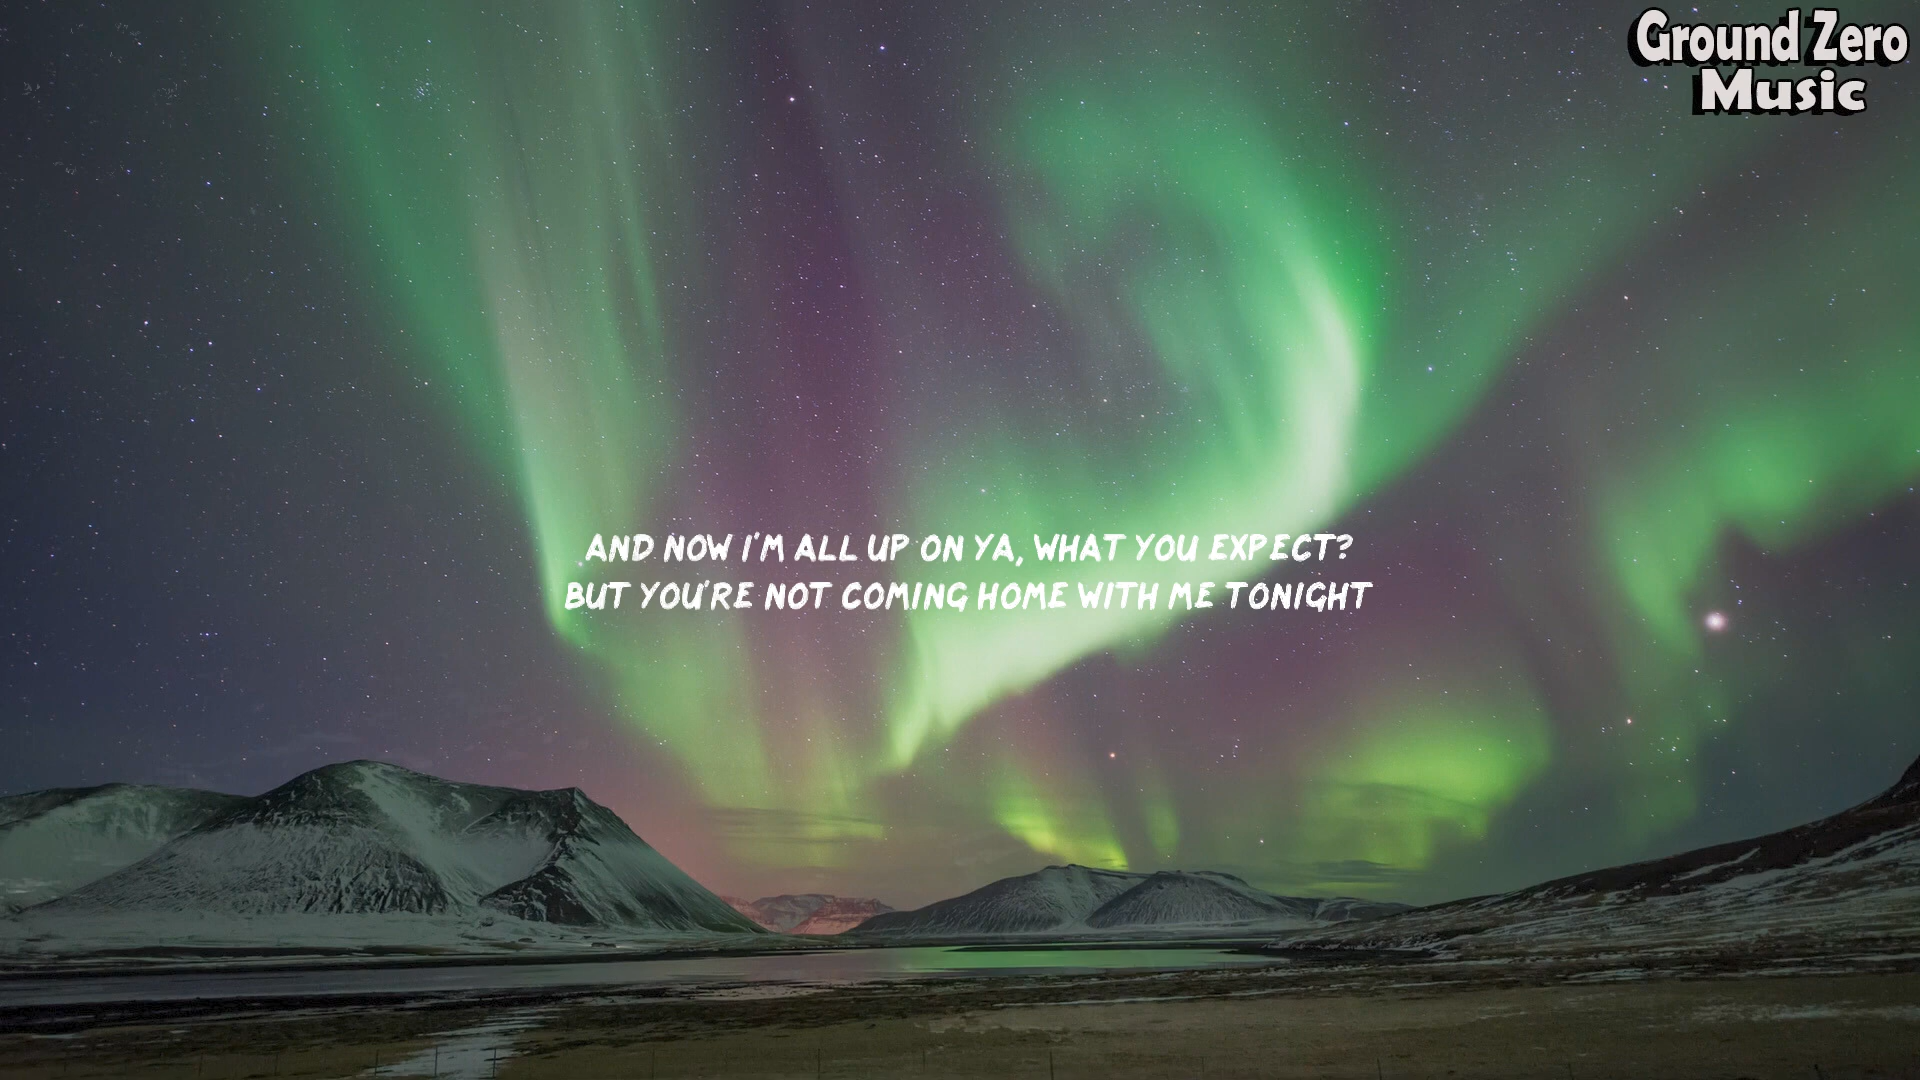 Ground Zero
Music
AND NOW I'M ALL UP ON YA, WHAT YOU EXPECT?
BUT YOU'RE NOT COMING HOME WITH ME TONIGHT